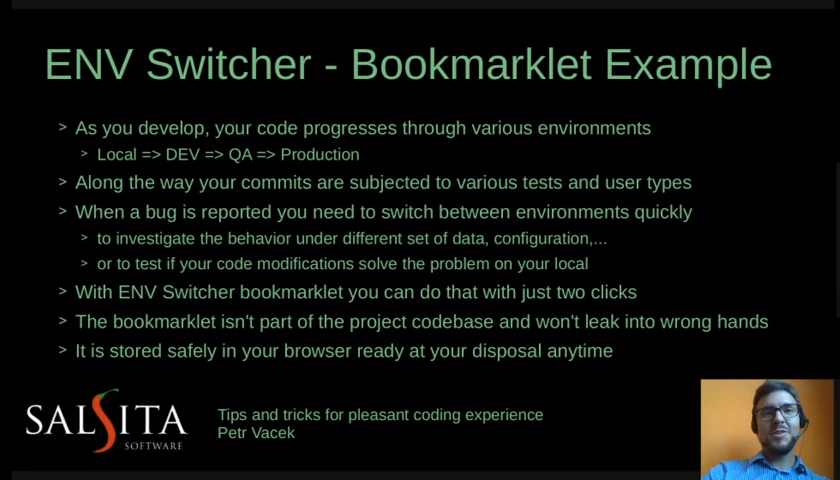 ENV Switcher - Bookmarklet Example
> As you develop, your code progresses through various environments
> Local => DEV => QA => Production
> Along the way your commits are subjected to various tests and user types
> When a bug is reported you need to switch between environments quickly
> to investigate the behavior under different set of data, configuration,...
> or to test if your code modifications solve the problem on your local
> With ENV Switcher bookmarklet you can do that with just two clicks
> The bookmarklet isn't part of the project codebase and won't leak into wrong hands
> It is stored safely in your browser ready at your disposal anytime
SALSITA
SOFTWARE
Tips and tricks for pleasant coding experience
Petr Vacek